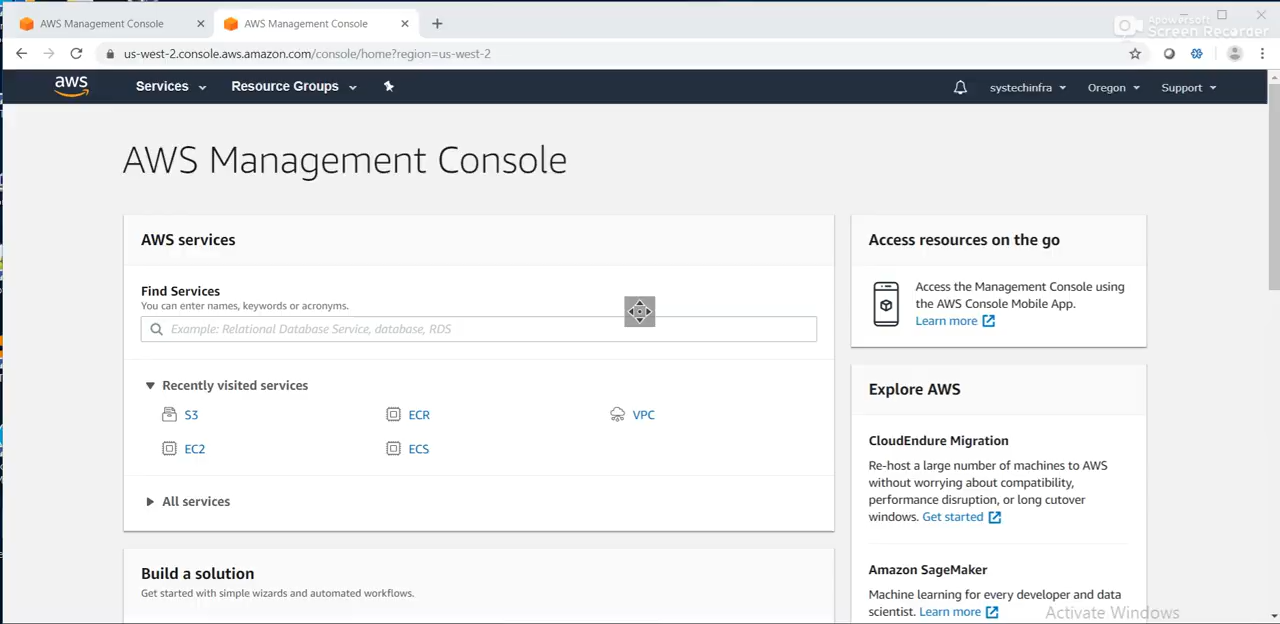 AWS Management Console
AWS Management Console
Apowersoft
Screen Recorder
us-west-2.console.aws.amazon.com/console/home?region=us-west-2
aws
Services
Resource Groups
systechinfra
Oregon
Support
AWS Management Console
AWS services
Find Services
You can enter names, keywords or acronyms.
Example: Relational Database Service, database, RDS
Recently visited services
S3
ECR
VPC
EC2
ECS
All services
Build a solution
Get started with simple wizards and automated workflows.
Access resources on the go
Access the Management Console using
the AWS Console Mobile App.
Learn more
Explore AWS
CloudEndure Migration
Re-host a large number of machines to AWS
without worrying about compatibility,
performance disruption, or long cutover
windows. Get started
Amazon SageMaker
Machine learning for every developer and data
scientist. Learn more
Activate Windows